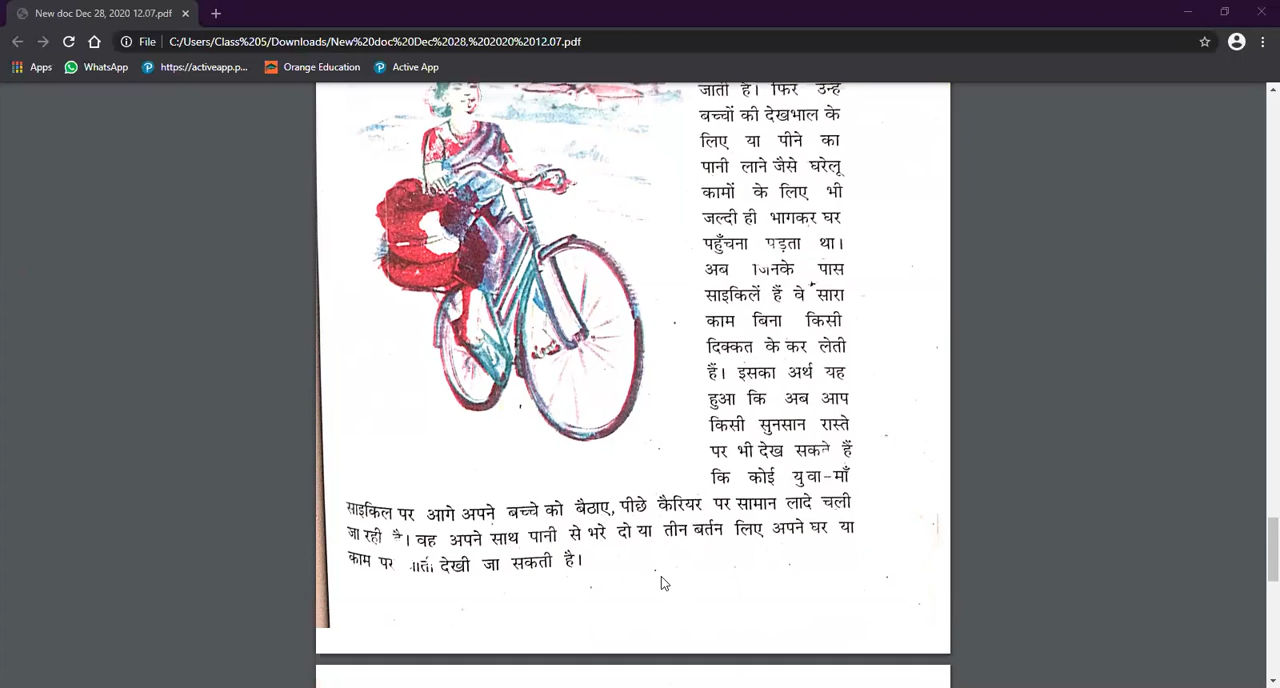 New doc Dec 28, 2020 12.07.pdf
File C:/Users/Class%205/Downloads/New%20doc%20Dec%2028,%202020%2012.07.pdf
Apps WhatsApp https://activeapp.p... Orange Education Active App
जाती है। फिर उन्हें
बच्चों की देखभाल के
लिए या पीने का
पानी लाने जैसे घरेलू
कामों के लिए भी
जल्दी ही भागकर घर
पहुँचना पड़ता था।
अब जिनके पास
साइकिलें हैं वे सारा
काम बिना किसी
दिक्कत के कर लेती
हैं। इसका अर्थ यह
हुआ कि अब आप
किसी सुनसान रास्ते
पर भी देख सकते हैं
कि कोई युवा-माँ
साइकिल पर आगे अपने बच्चे को बैठाए, पीछे कैरियर पर सामान लादे चली
जा रही है। वह अपने साथ पानी से भरे दो या तीन बर्तन लिए अपने घर या
काम पर देखी जा सकती है।